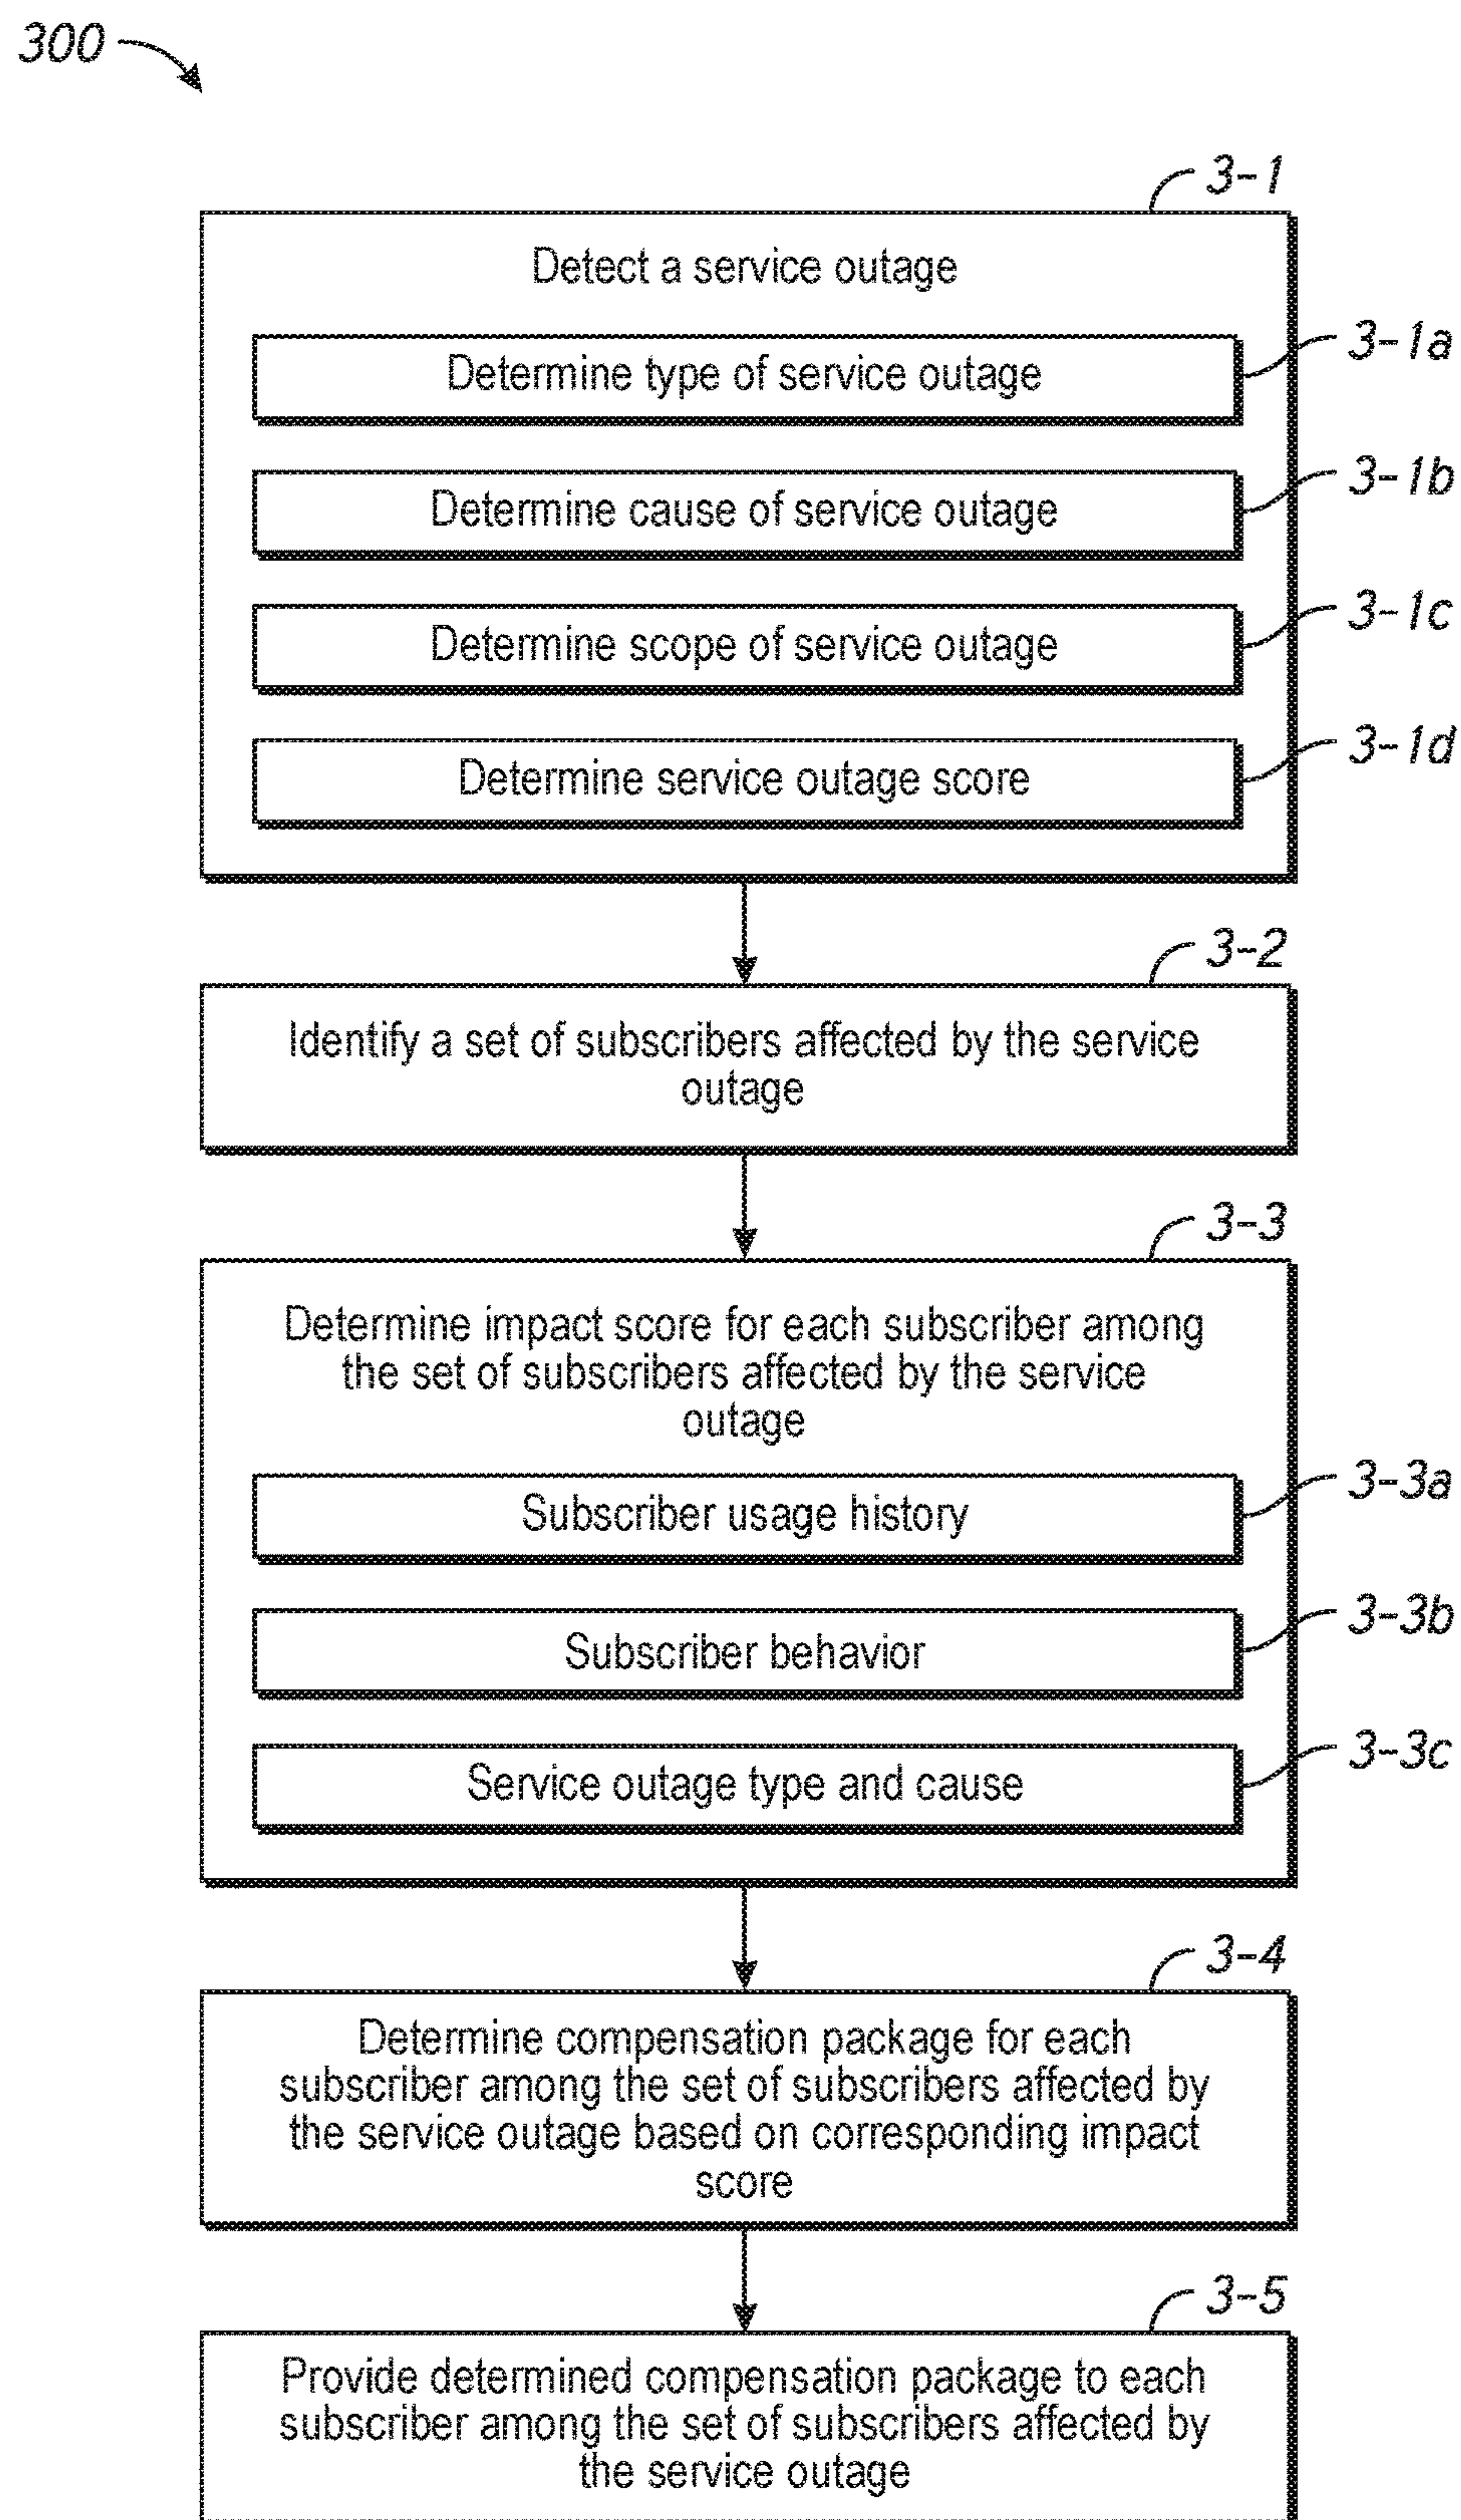 300
3-1
Detect a service outage
3-1a
Determine type of service outage
3-1b
Determine cause of service outage
3-1c
Determine scope of service outage
3-1d
Determine service outage score
3-2
Identify a set of subscribers affected by the service
outage
3-3
Determine impact score for each subscriber among
the set of subscribers affected by the service
outage
3-3a
Subscriber usage history
3-3b
Subscriber behavior
3-3c
Service outage type and cause
3-4
Determine compensation package for each
subscriber among the set of subscribers affected by
the service outage based on corresponding impact
score
3-5
Provide determined compensation package to each
subscriber among the set of subscribers affected by
the service outage